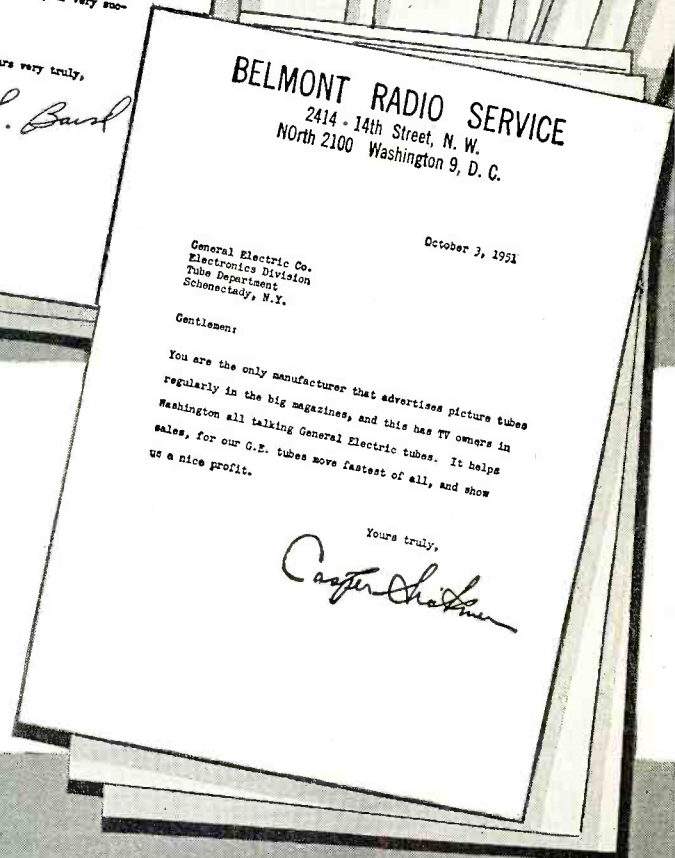 very suc-
very truly,
BELMONT RADIO SERVICE
2414 - 14th Street, N. W.
NOrth 2100 Washington 9, D. C.
October 3, 1951
General Electric Co.
Electronics Division
Tube Department
Schenectady, N.Y.
Gentlemen:
You are the only manufacturer that advertises picture tubes
regularly in the big magazines, and this has TV owners in
Washington all talking General Electric tubes. It helps
sales, for our G.E. tubes move fastest of all, and show
us a nice profit.
Yours truly,